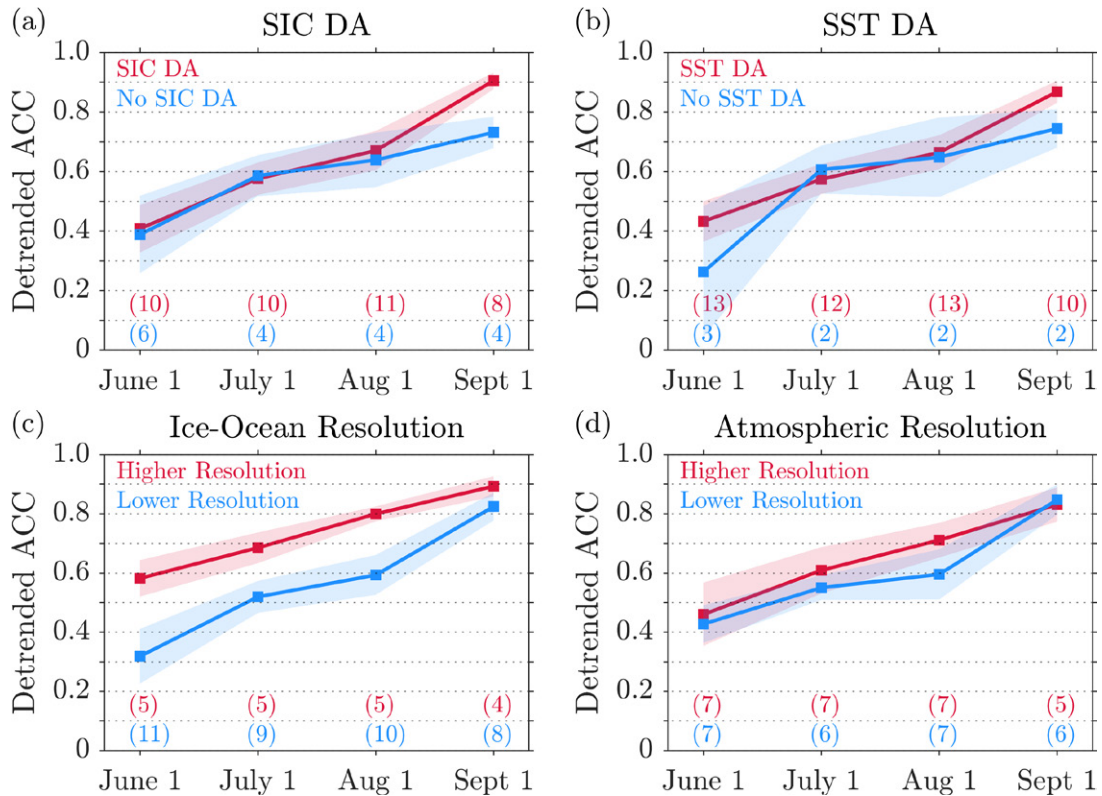 (a) SIC DA
SIC DA
No SIC DA
Detrended ACC
1.0
0.8
0.6
0.4
0.2
0
(10) (10) (11) (8)
(6) (4) (4) (4)
June 1 July 1 Aug 1 Sept 1
(b) SST DA
SST DA
No SST DA
Detrended ACC
1.0
0.8
0.6
0.4
0.2
0
(13) (12) (13) (10)
(3) (2) (2) (2)
June 1 July 1 Aug 1 Sept 1
(c) Ice-Ocean Resolution
Higher Resolution
Lower Resolution
Detrended ACC
1.0
0.8
0.6
0.4
0.2
0
(5) (5) (5) (4)
(11) (9) (10) (8)
June 1 July 1 Aug 1 Sept 1
(d) Atmospheric Resolution
Higher Resolution
Lower Resolution
Detrended ACC
1.0
0.8
0.6
0.4
0.2
0
(7) (7) (7) (5)
(7) (6) (7) (6)
June 1 July 1 Aug 1 Sept 1